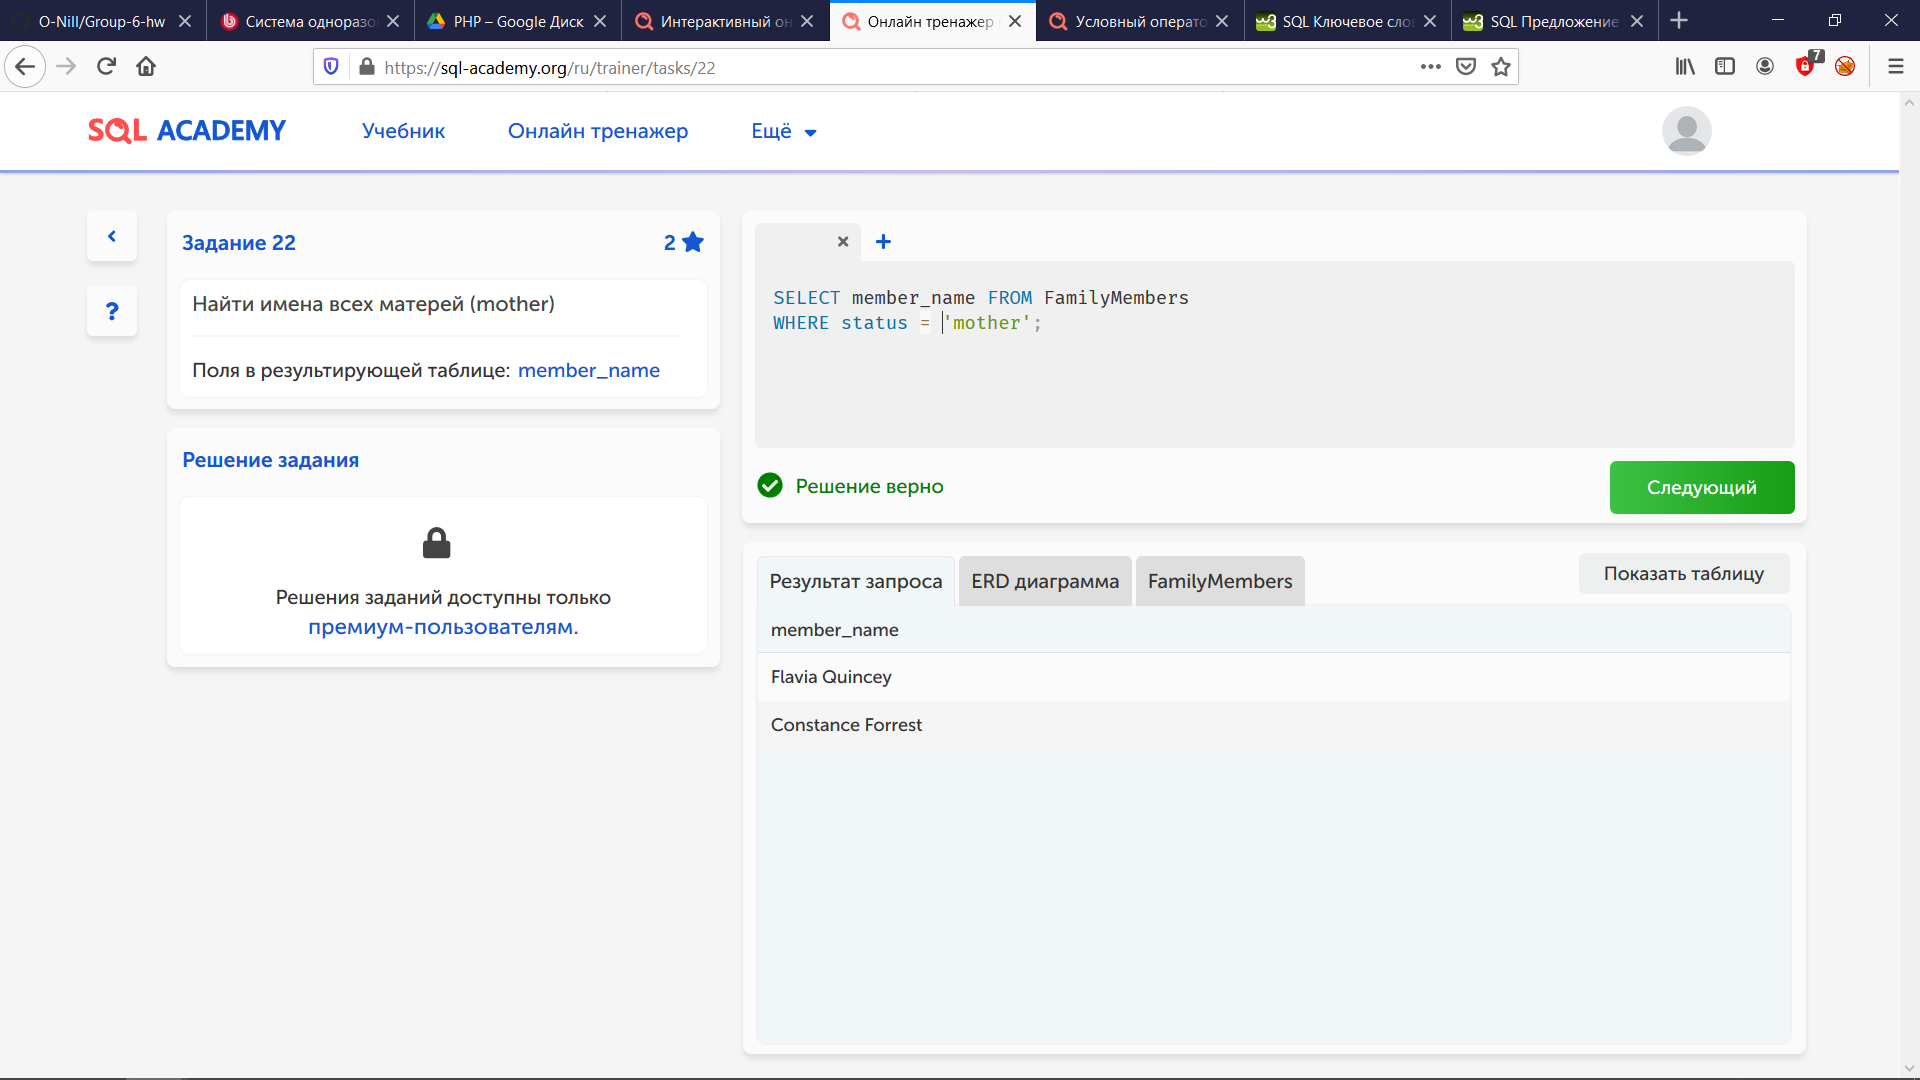 O-Nill/Group-6-hw
Система одноразо
PHP – Google Диск
Интерактивный он
Онлайн тренажер
Условный операто
SQL Ключевое сло
SQL Предложение
https://sql-academy.org/ru/trainer/tasks/22
7
SQL ACADEMY
Учебник
Онлайн тренажер
Ещё
Задание 22
2
Найти имена всех матерей (mother)
Поля в результирующей таблице: member_name
Решение задания
Решения заданий доступны только
премиум-пользователям.
SELECT member_name FROM FamilyMembers
WHERE status = 'mother';
Решение верно
Следующий
Результат запроса
ERD диаграмма
FamilyMembers
Показать таблицу
member_name
Flavia Quincey
Constance Forrest